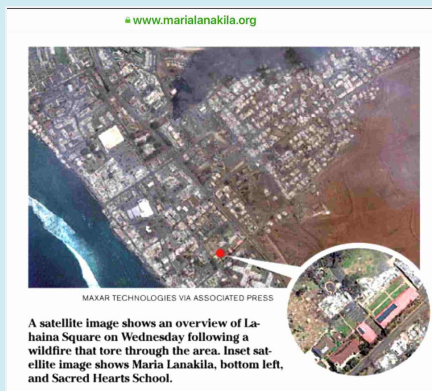 www.marialanakila.org
MAXAR TECHNOLOGIES VIA ASSOCIATED PRESS
A satellite image shows an overview of La-
haina Square on Wednesday following a
wildfire that tore through the area. Inset sat-
ellite image shows Maria Lanakila, bottom left,
and Sacred Hearts School.